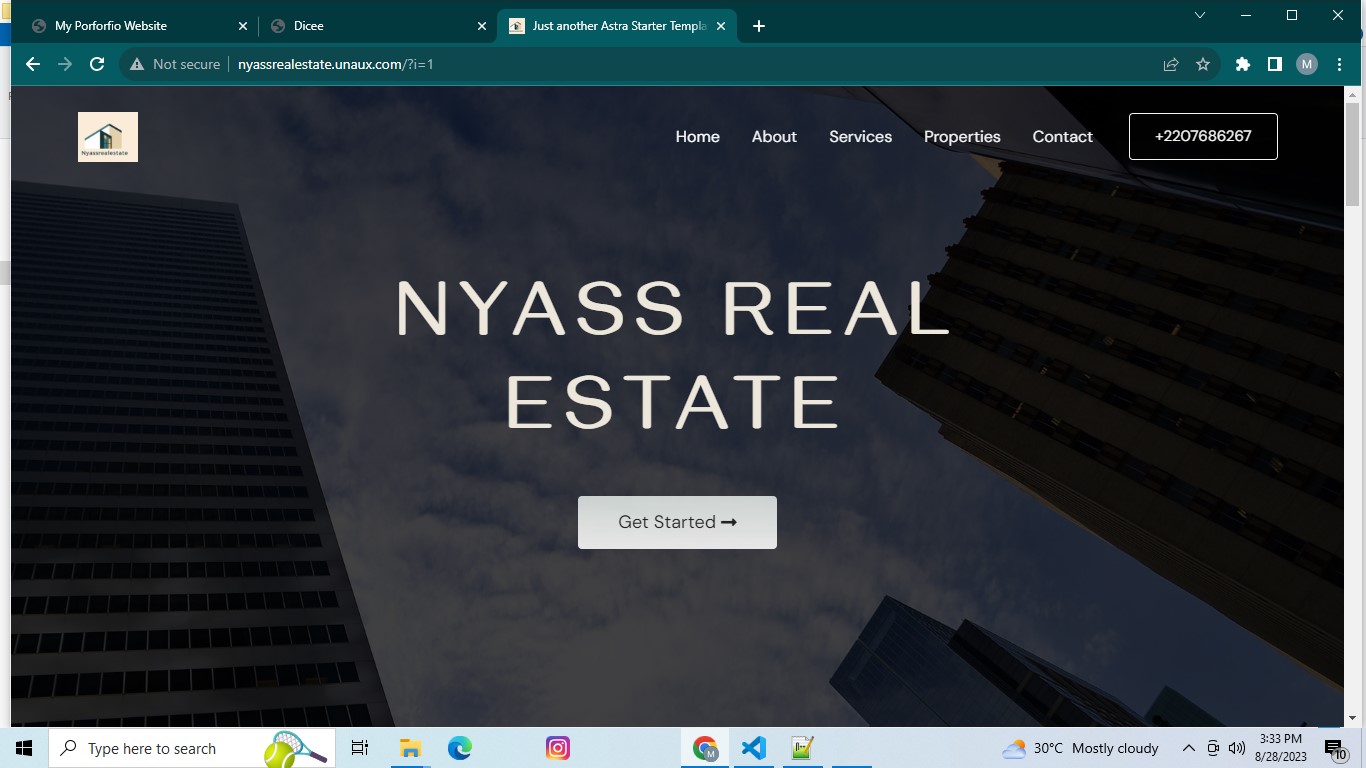 My Porforfio Website
Dicee
Just another Astra Starter Templa
Not secure
nyassrealestate.unaux.com/?i=1
M
Nyassrealestate
Home
About
Services
Properties
Contact
+2207686267
NYASS REAL
ESTATE
Get Started
Type here to search
M
30°C Mostly cloudy
3:33 PM
8/28/2023
10